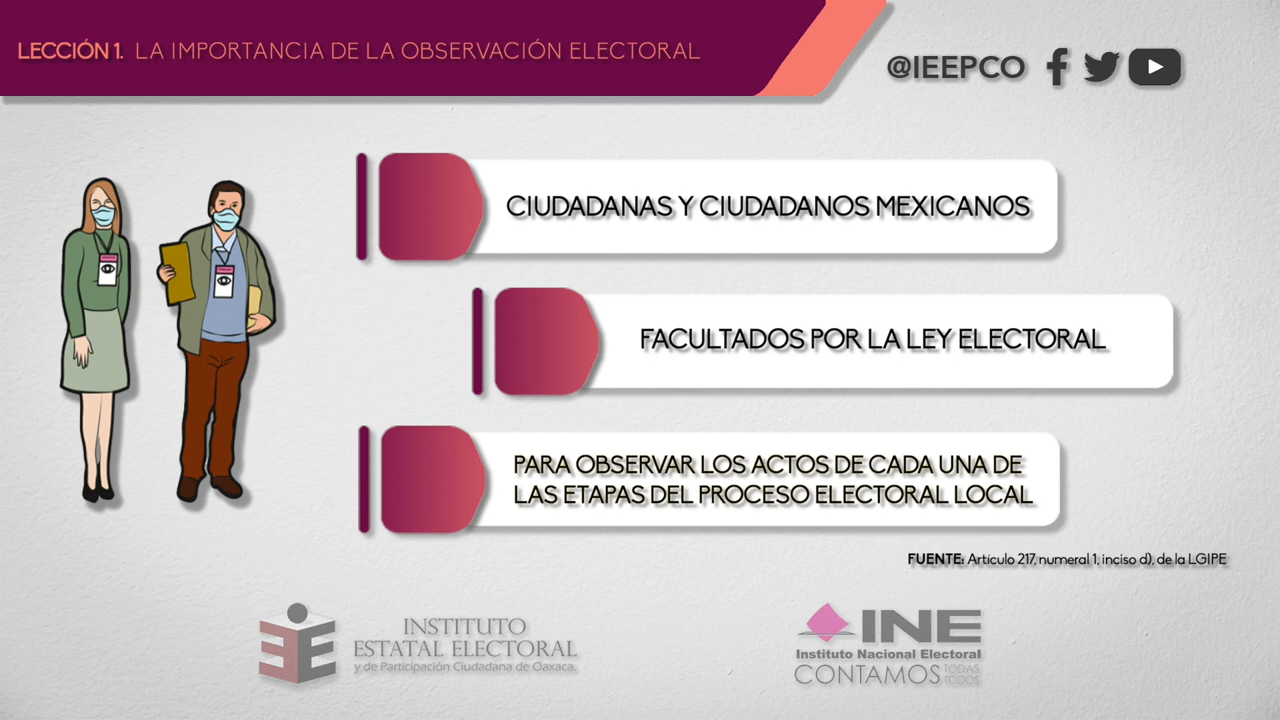 LECCIÓN 1. LA IMPORTANCIA DE LA OBSERVACIÓN ELECTORAL
@IEEPCO
CIUDADANAS Y CIUDADANOS MEXICANOS
FACULTADOS POR LA LEY ELECTORAL
PARA OBSERVAR LOS ACTOS DE CADA UNA DE
LAS ETAPAS DEL PROCESO ELECTORAL LOCAL
FUENTE: Artículo 217, numeral 1, inciso d), de la LGIPE
INSTITUTO
ESTATAL ELECTORAL
y de Participación Ciudadana de Oaxaca.
INE
Instituto Nacional Electoral
CONTAMOS TODAS
TODOS